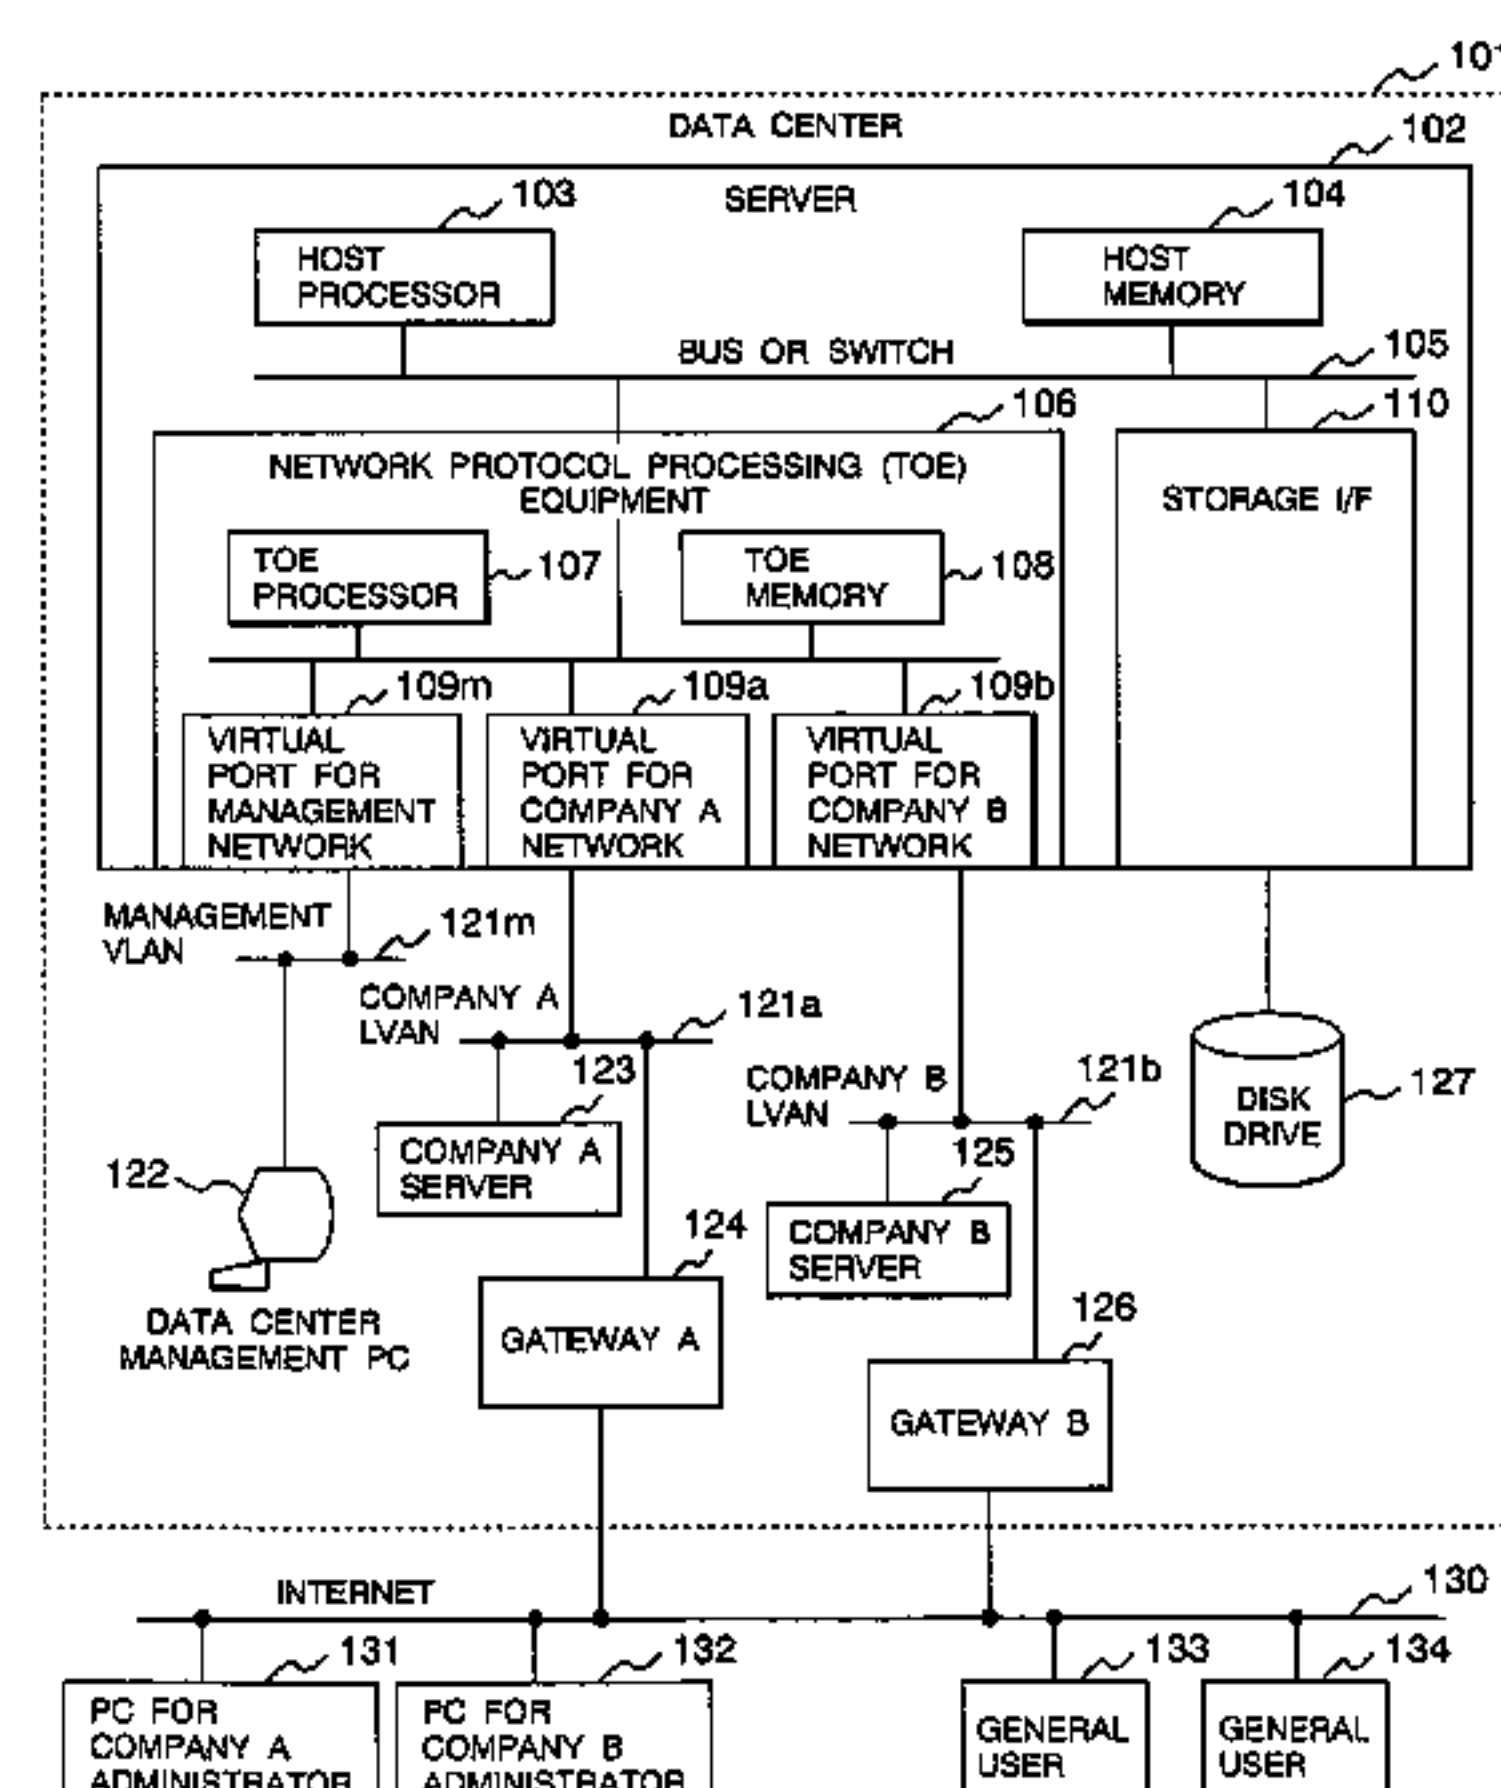 101
DATA CENTER
102
SERVER
103
104
HOST
PROCESSOR
HOST
MEMORY
BUS OR SWITCH
105
106
110
NETWORK PROTOCOL PROCESSING (TOE)
EQUIPMENT
STORAGE I/F
TOE
PROCESSOR
107
TOE
MEMORY
108
109m
109a
109b
VIRTUAL
PORT FOR
MANAGEMENT
NETWORK
VIRTUAL
PORT FOR
COMPANY A
NETWORK
VIRTUAL
PORT FOR
COMPANY B
NETWORK
MANAGEMENT
VLAN
121m
COMPANY A
LVAN
121a
123
COMPANY B
LVAN
121b
DISK
DRIVE
127
122
COMPANY A
SERVER
125
124
COMPANY B
SERVER
DATA CENTER
MANAGEMENT PC
GATEWAY A
126
GATEWAY B
INTERNET
130
131
132
133
134
PC FOR
COMPANY A
ADMINISTRATOR
PC FOR
COMPANY B
ADMINISTRATOR
GENERAL
USER
GENERAL
USER